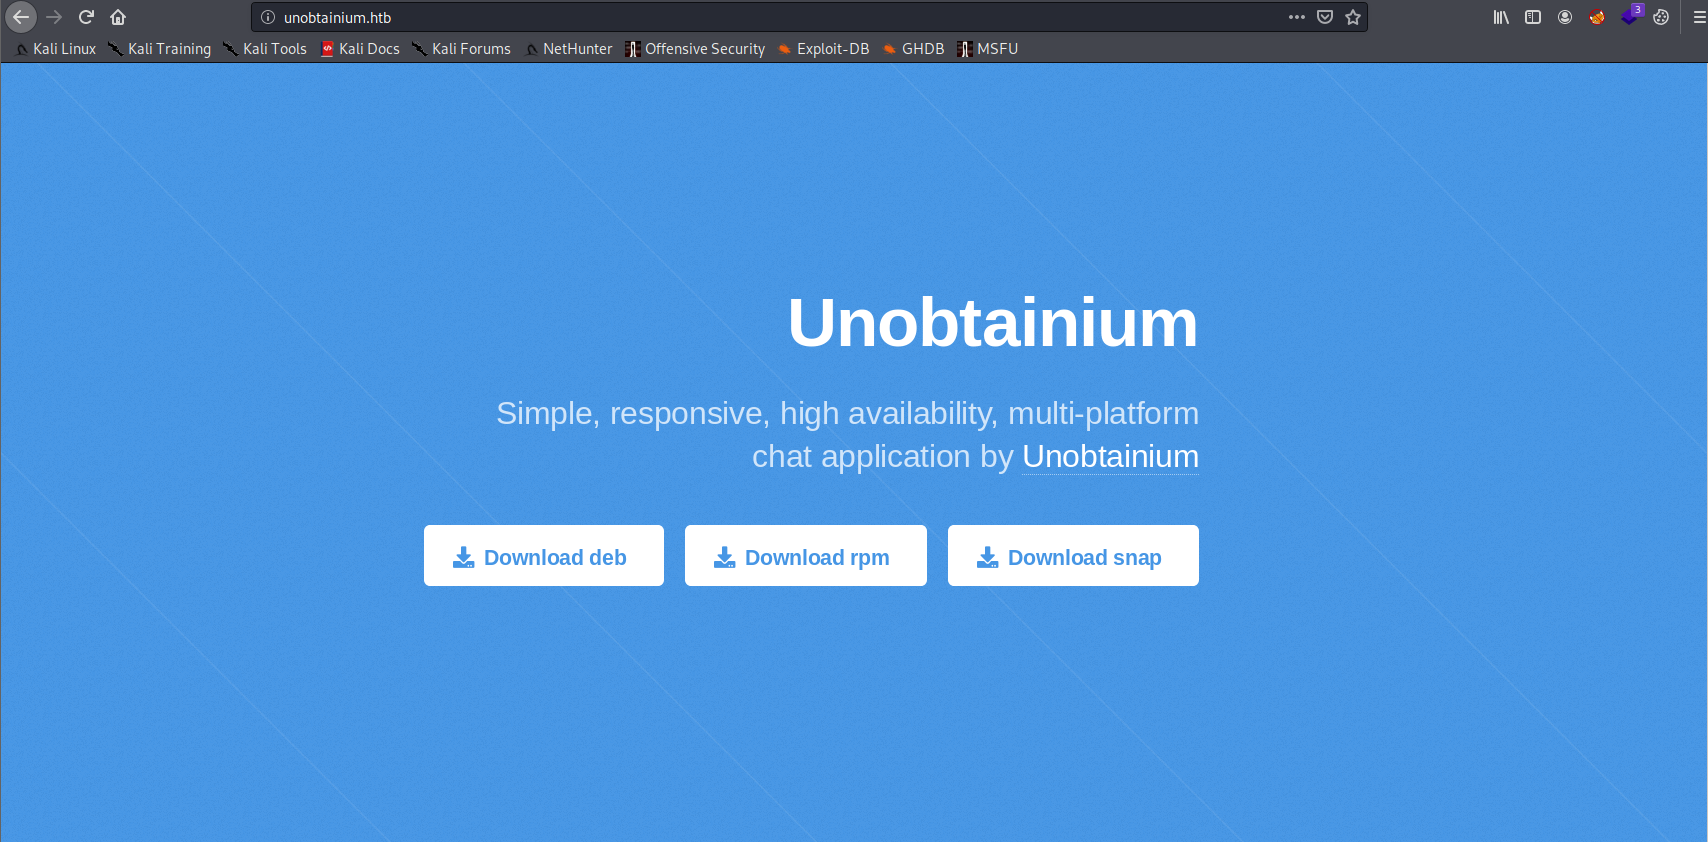 unobtainium.htb
3
Kali Linux Kali Training Kali Tools Kali Docs Kali Forums NetHunter Offensive Security Exploit-DB GHDB MSFU
Unobtainium
Simple, responsive, high availability, multi-platform
chat application by Unobtainium
Download deb Download rpm Download snap